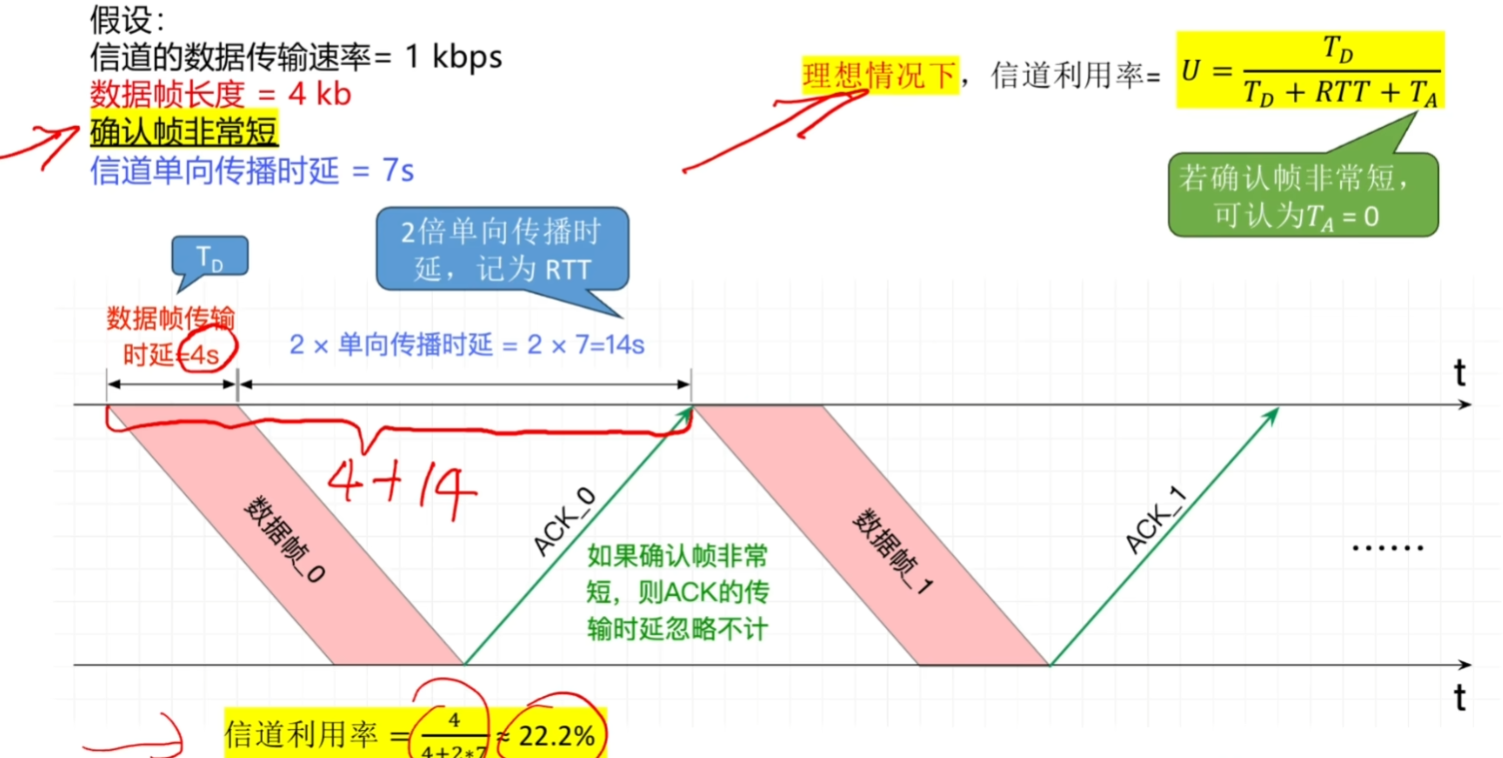 假设：
信道的数据传输速率= 1 kbps
数据帧长度 = 4 kb
确认帧非常短
信道单向传播时延 = 7s
理想情况下，信道利用率= U = T_D / (T_D + RTT + T_A)
若确认帧非常短，
可认为T_A = 0
T_D
2倍单向传播时
延，记为 RTT
数据帧传输
时延=4s
2 × 单向传播时延 = 2 × 7=14s
t
4+14
数据帧_0
ACK_0
如果确认帧非常
短，则ACK的传
输时延忽略不计
数据帧_1
ACK_1
······
t
信道利用率 = 4 / (4+2*7) ≈ 22.2%